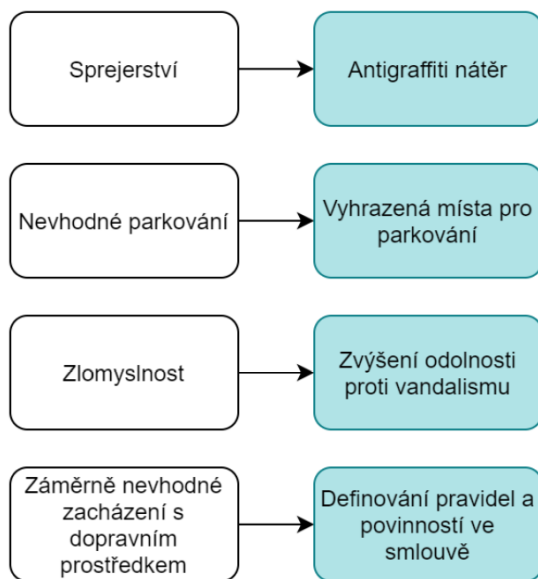 Sprejerství
Antigraffiti nátěr
Nevhodné parkování
Vyhrazená místa pro
parkování
Zlomyslnost
Zvýšení odolnosti
proti vandalismu
Záměrně nevhodné
zacházení s
dopravním
prostředkem
Definování pravidel a
povinností ve
smlouvě